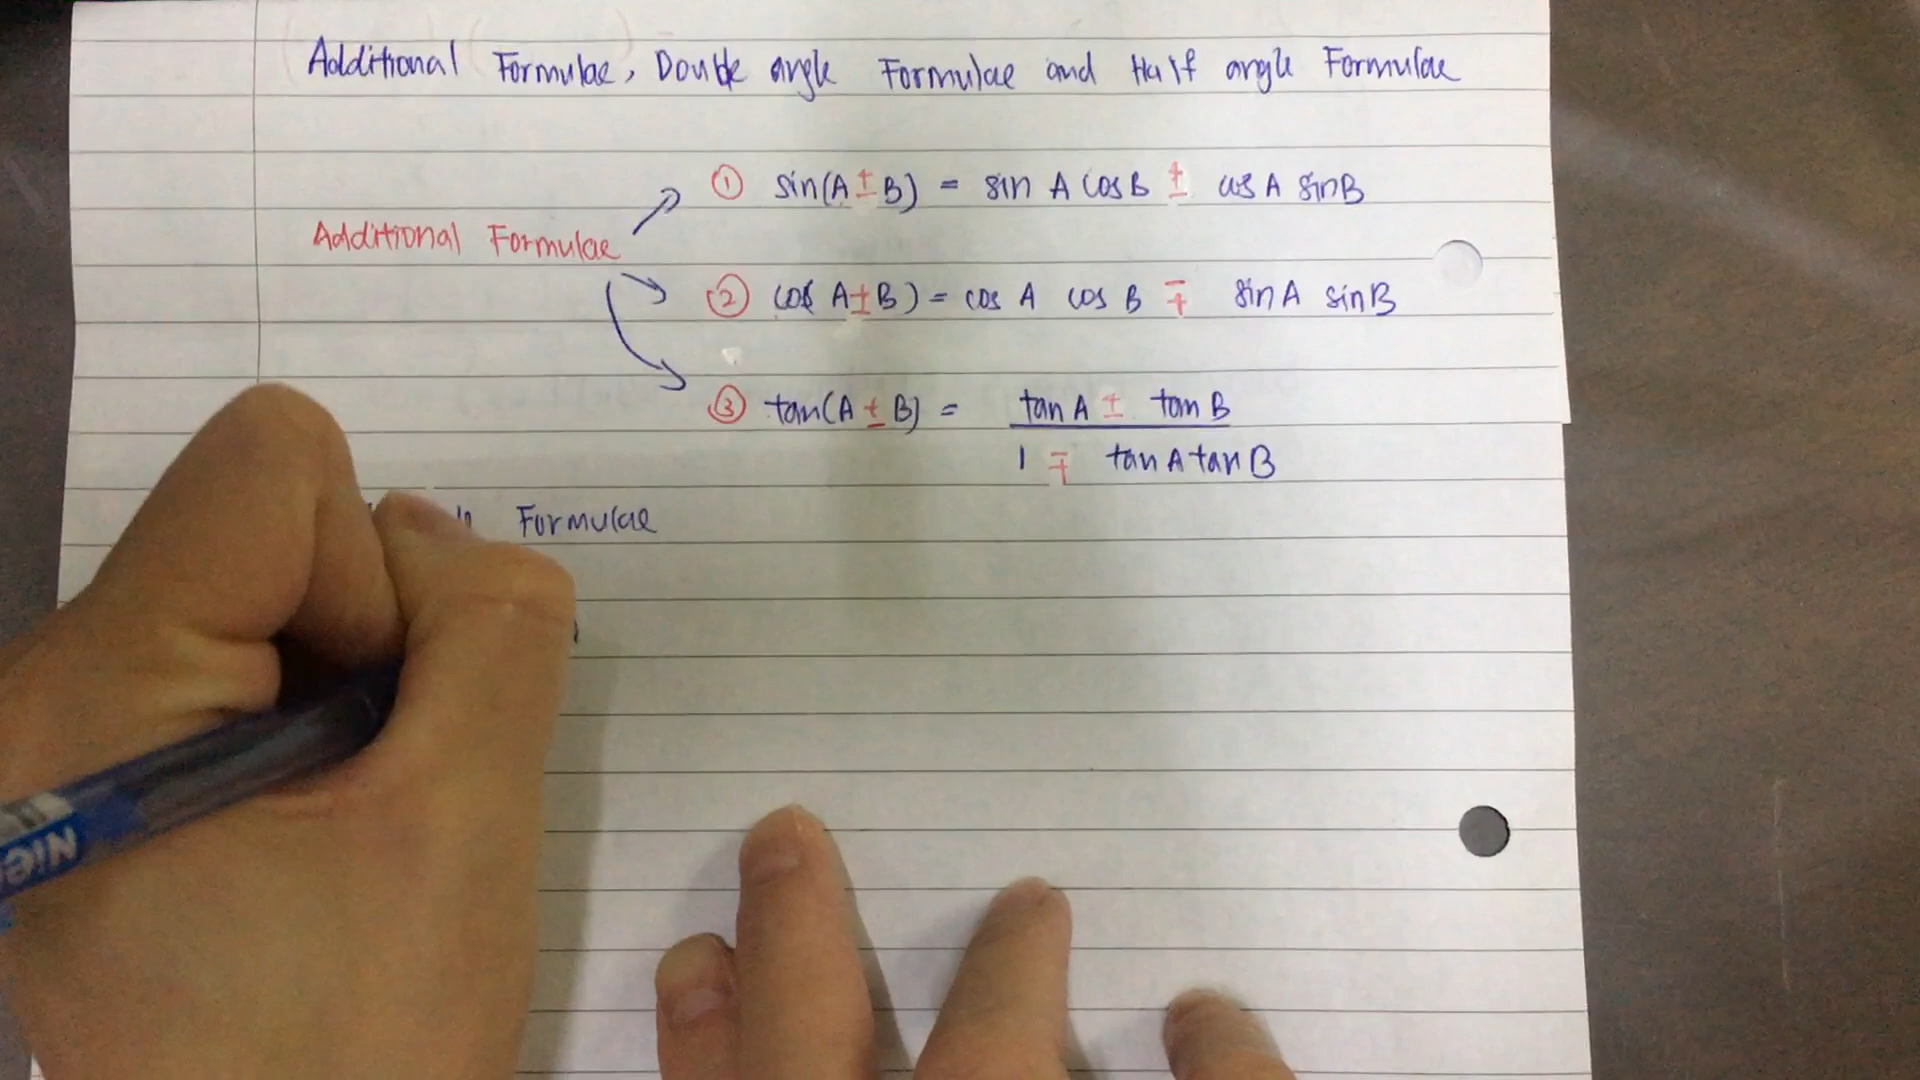 Additional Formulae, Double angle Formulae and Half angle Formulae
① sin(A ± B) = sin A cos B ± cos A sin B
Additional Formulae
② cos(A ± B) = cos A cos B ∓ sin A sin B
③ tan(A ± B) = tan A ± tan B
1 ∓ tan A tan B
Formulae